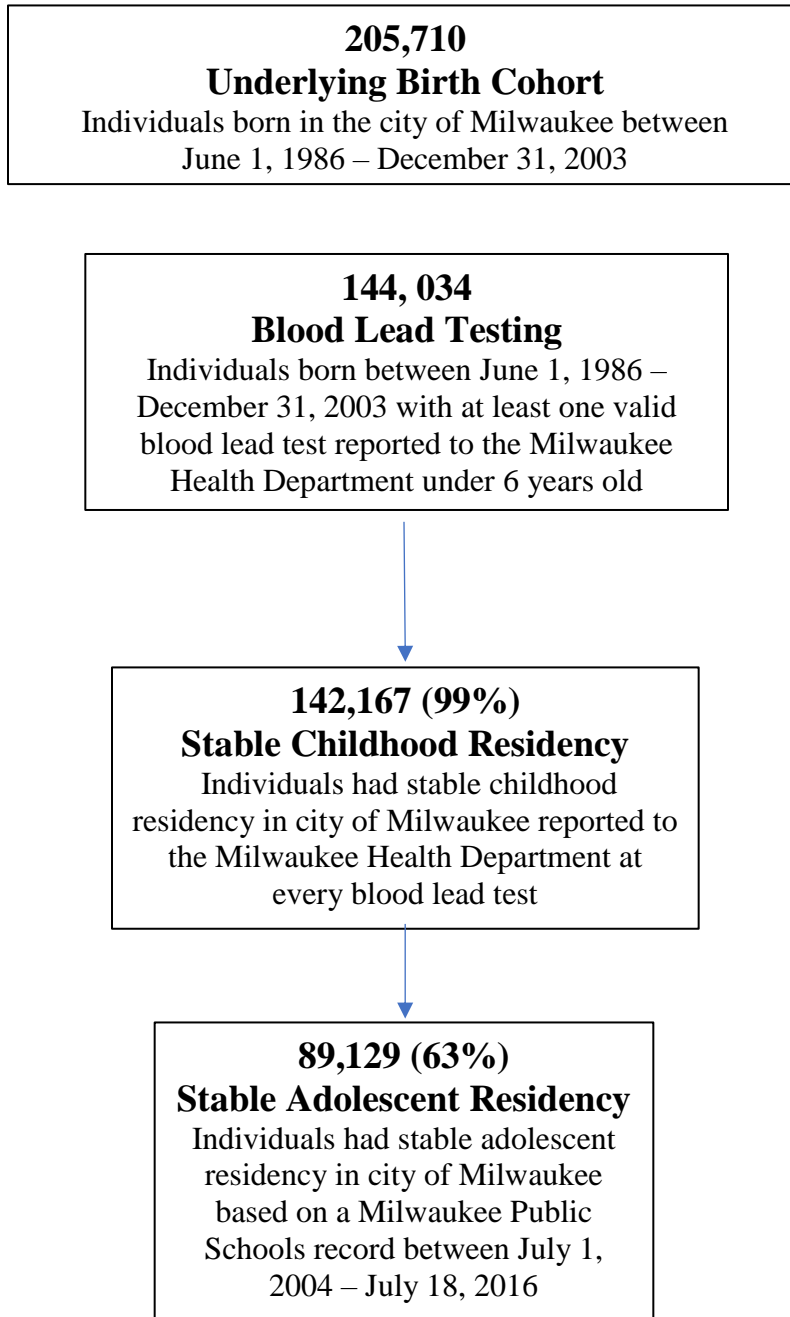 205,710
Underlying Birth Cohort
Individuals born in the city of Milwaukee between
June 1, 1986 – December 31, 2003
144, 034
Blood Lead Testing
Individuals born between June 1, 1986 –
December 31, 2003 with at least one valid
blood lead test reported to the Milwaukee
Health Department under 6 years old
142,167 (99%)
Stable Childhood Residency
Individuals had stable childhood
residency in city of Milwaukee reported to
the Milwaukee Health Department at
every blood lead test
89,129 (63%)
Stable Adolescent Residency
Individuals had stable adolescent
residency in city of Milwaukee
based on a Milwaukee Public
Schools record between July 1,
2004 – July 18, 2016